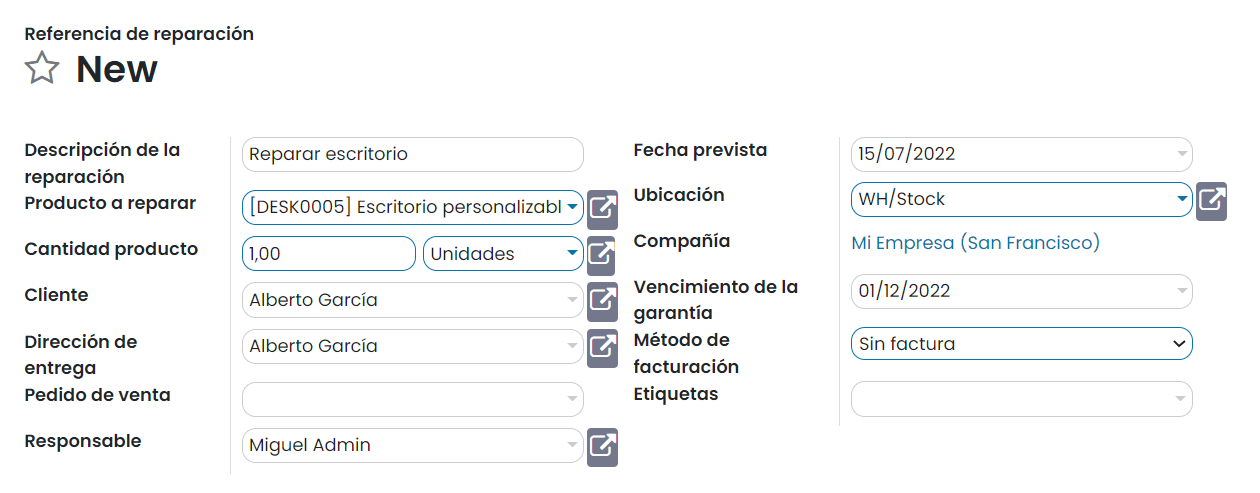 Referencia de reparación
New
Descripción de la
reparación
Reparar escritorio
Producto a reparar
[DESK0005] Escritorio personalizabl
Cantidad producto
1,00
Unidades
Cliente
Alberto García
Dirección de
entrega
Alberto García
Pedido de venta
Responsable
Miguel Admin
Fecha prevista
15/07/2022
Ubicación
WH/Stock
Compañía
Mi Empresa (San Francisco)
Vencimiento de la
garantía
01/12/2022
Método de
facturación
Sin factura
Etiquetas